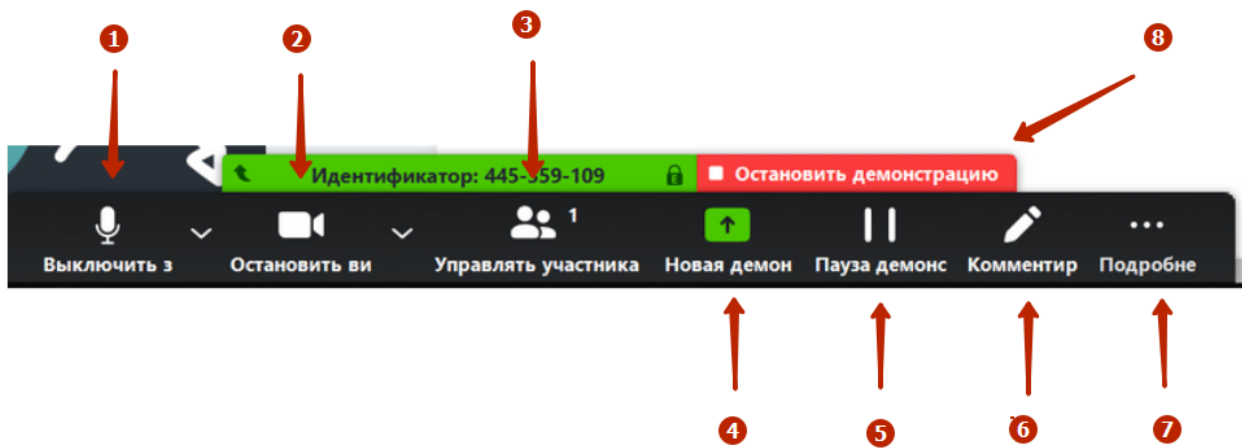 1 2 3 8
Идентификатор: 445-559-109 Остановить демонстрацию
1
Выключить з Остановить ви Управлять участника Новая демон Пауза демонс Комментир Подробне
4 5 6 7